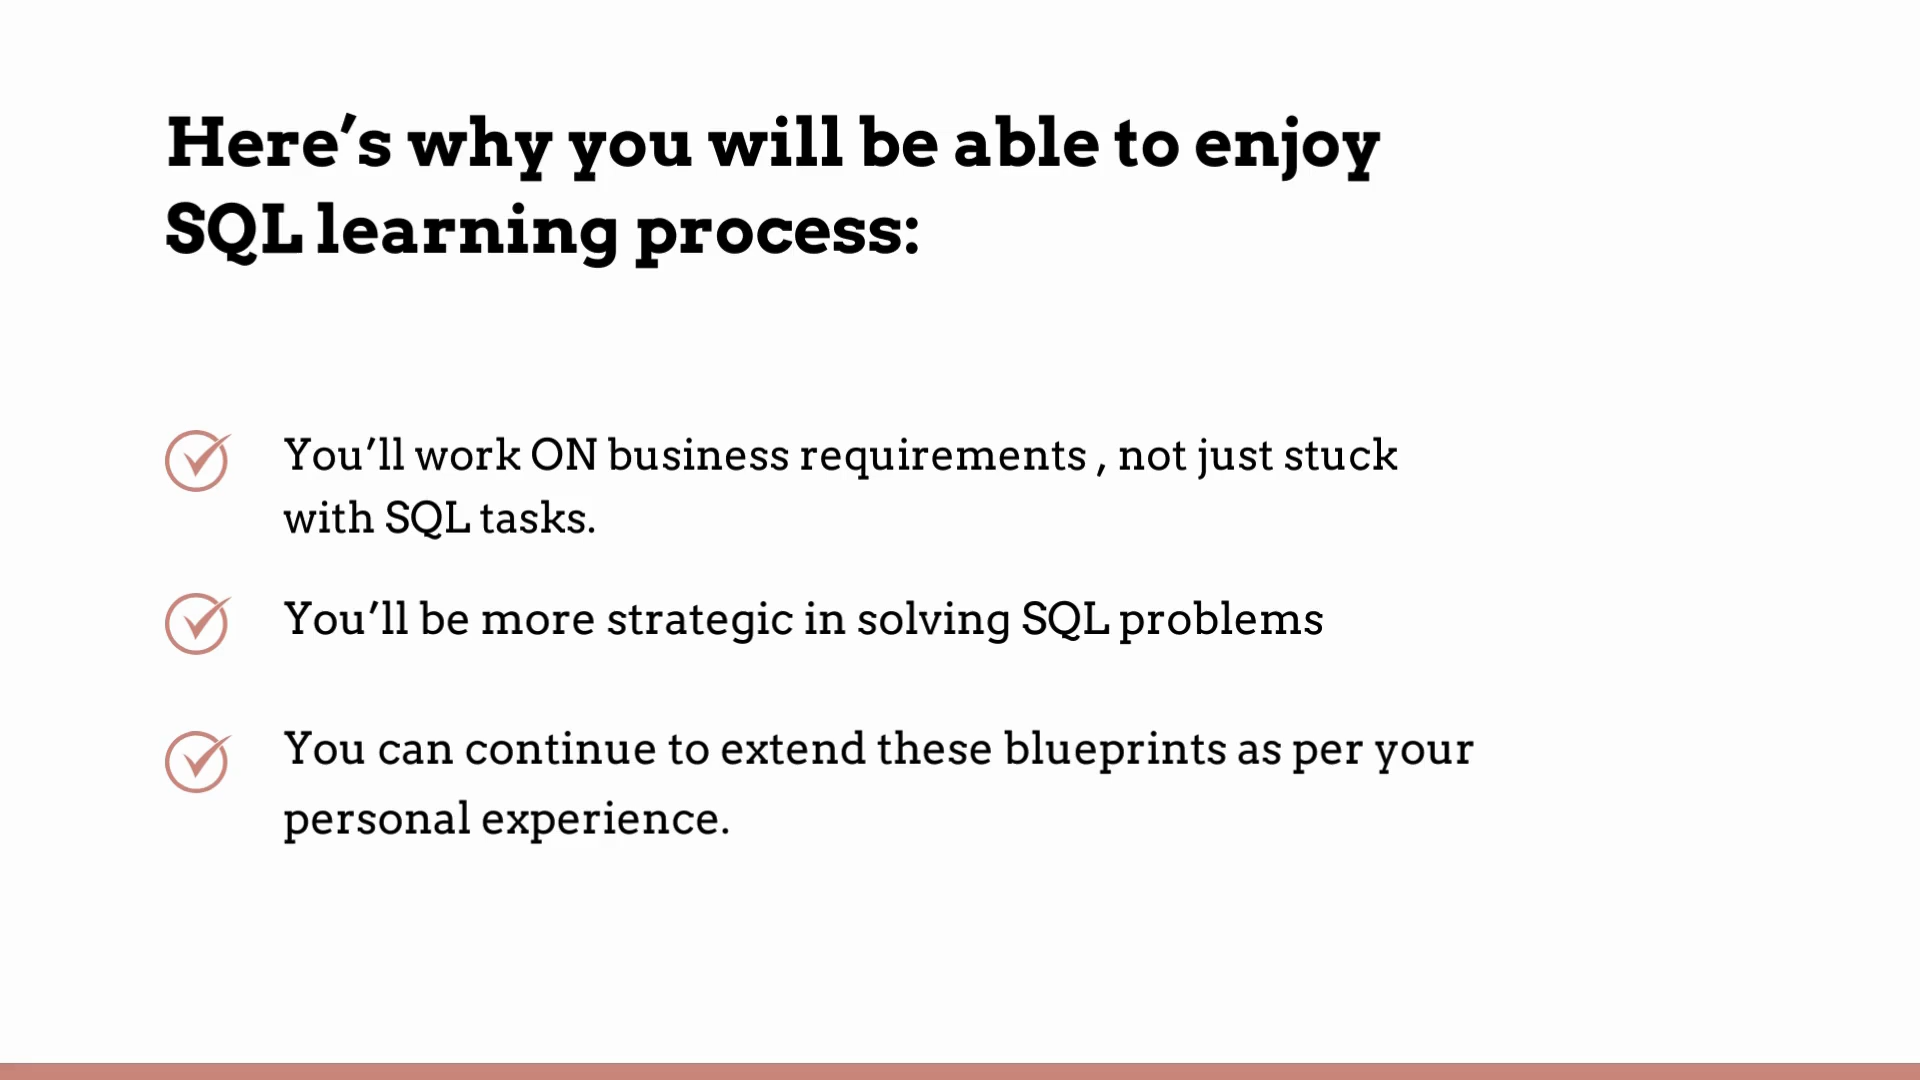 Here’s why you will be able to enjoy
SQL learning process:
You’ll work ON business requirements , not just stuck
with SQL tasks.
You’ll be more strategic in solving SQL problems
You can continue to extend these blueprints as per your
personal experience.